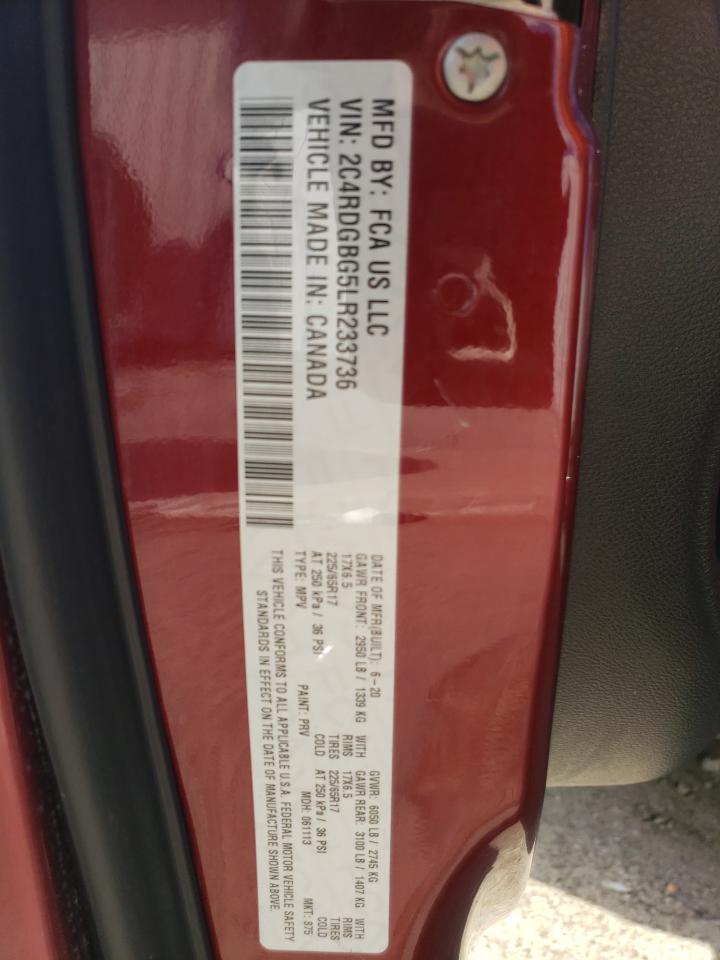 MFD BY: FCA US LLC
VIN: 2C4RDGBG5LR233736
VEHICLE MADE IN: CANADA
DATE OF MFR(BUILT): 6-20 GVWR: 6050 LB / 2745 KG
GAWR FRONT: 2950 LB / 1339 KG WITH GAWR REAR: 3100 LB / 1407 KG WITH
17X6.5 RIMS 17X6.5 RIMS
225/65R17 TIRES 225/65R17 TIRES
AT 250 kPa / 36 PSI COLD AT 250 kPa / 36 PSI COLD
TYPE: MPV PAINT: PRV MDH: 061113 MKT: 875
THIS VEHICLE CONFORMS TO ALL APPLICABLE U.S.A. FEDERAL MOTOR VEHICLE SAFETY
STANDARDS IN EFFECT ON THE DATE OF MANUFACTURE SHOWN ABOVE.